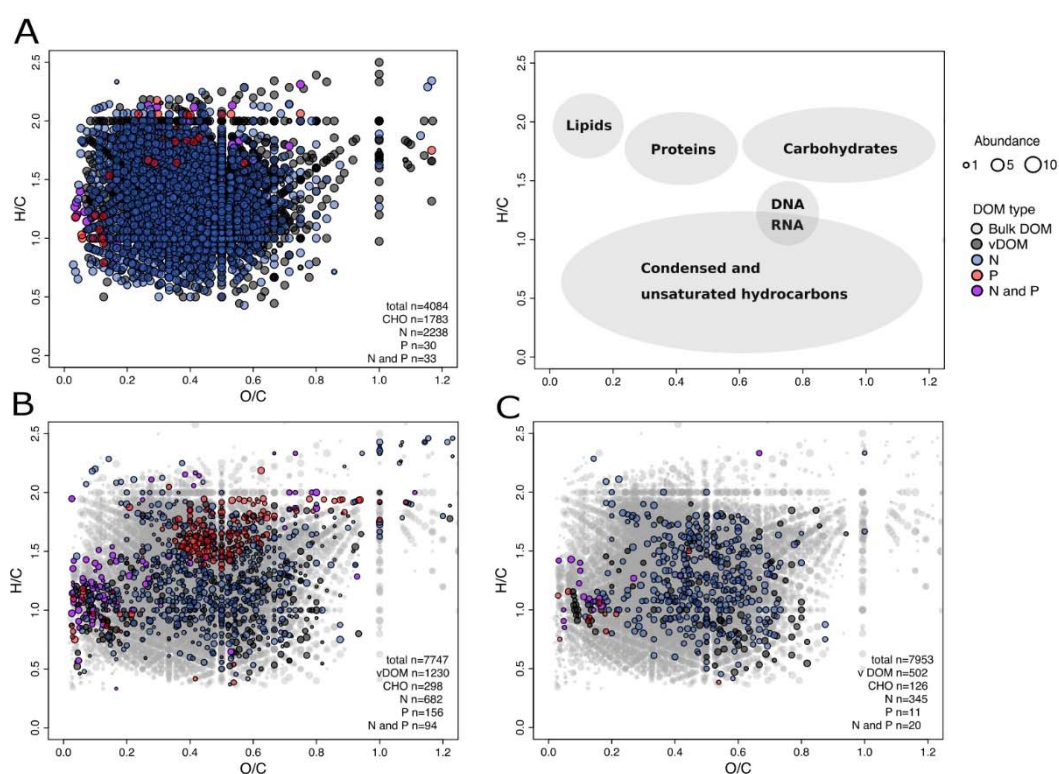 A
2.5
2.0
1.5
1.0
0.5
0.0
H/C
total n=4084
CHO n=1783
N n=2238
P n=30
N and P n=33
0.0 0.2 0.4 0.6 0.8 1.0 1.2
O/C
2.5
2.0
1.5
1.0
0.5
0.0
H/C
Lipids
Proteins
Carbohydrates
DNA
RNA
Condensed and
unsaturated hydrocarbons
0.0 0.2 0.4 0.6 0.8 1.0 1.2
Abundance
1 5 10
DOM type
Bulk DOM
vDOM
N
P
N and P
B
2.5
2.0
1.5
1.0
0.5
0.0
H/C
total n=7747
vDOM n=1230
CHO n=298
N n=682
P n=156
N and P n=94
0.0 0.2 0.4 0.6 0.8 1.0 1.2
O/C
C
2.5
2.0
1.5
1.0
0.5
0.0
H/C
total n=7953
v DOM n=502
CHO n=126
N n=345
P n=11
N and P n=20
0.0 0.2 0.4 0.6 0.8 1.0 1.2
O/C